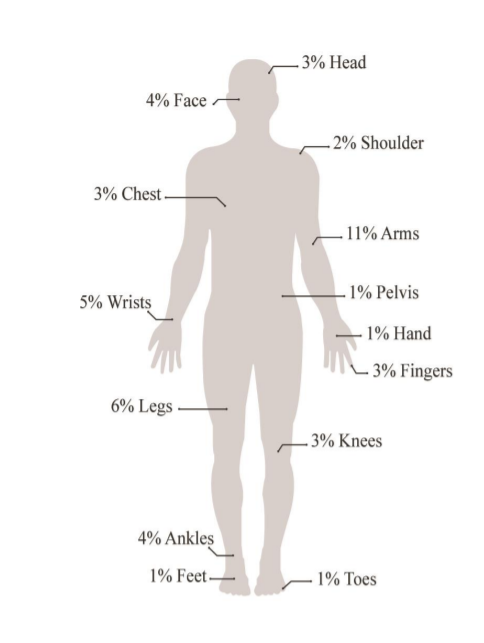 3% Head
4% Face
2% Shoulder
3% Chest
11% Arms
1% Pelvis
5% Wrists
1% Hand
3% Fingers
6% Legs
3% Knees
4% Ankles
1% Feet
1% Toes